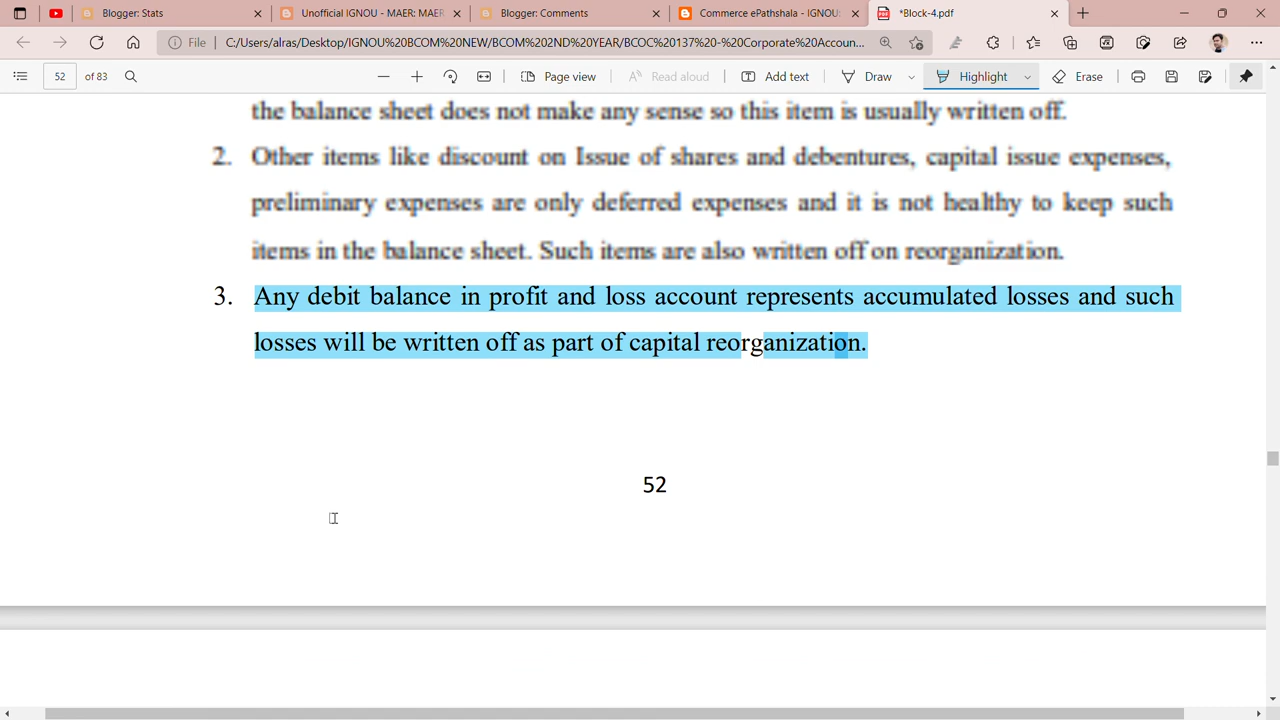 Blogger: Stats
Unofficial IGNOU - MAER: MAER
Blogger: Comments
Commerce ePathshala - IGNOU
*Block-4.pdf
File
C:/Users/alras/Desktop/IGNOU%20BCOM%20NEW/BCOM%202ND%20YEAR/BCOC%20137%20-%20Corporate%20Accoun...
52 of 83
Page view
Read aloud
Add text
Draw
Highlight
Erase
the balance sheet does not make any sense so this item is usually written off.
2. Other items like discount on Issue of shares and debentures, capital issue expenses,
preliminary expenses are only deferred expenses and it is not healthy to keep such
items in the balance sheet. Such items are also written off on reorganization.
3. Any debit balance in profit and loss account represents accumulated losses and such
losses will be written off as part of capital reorganization.
52